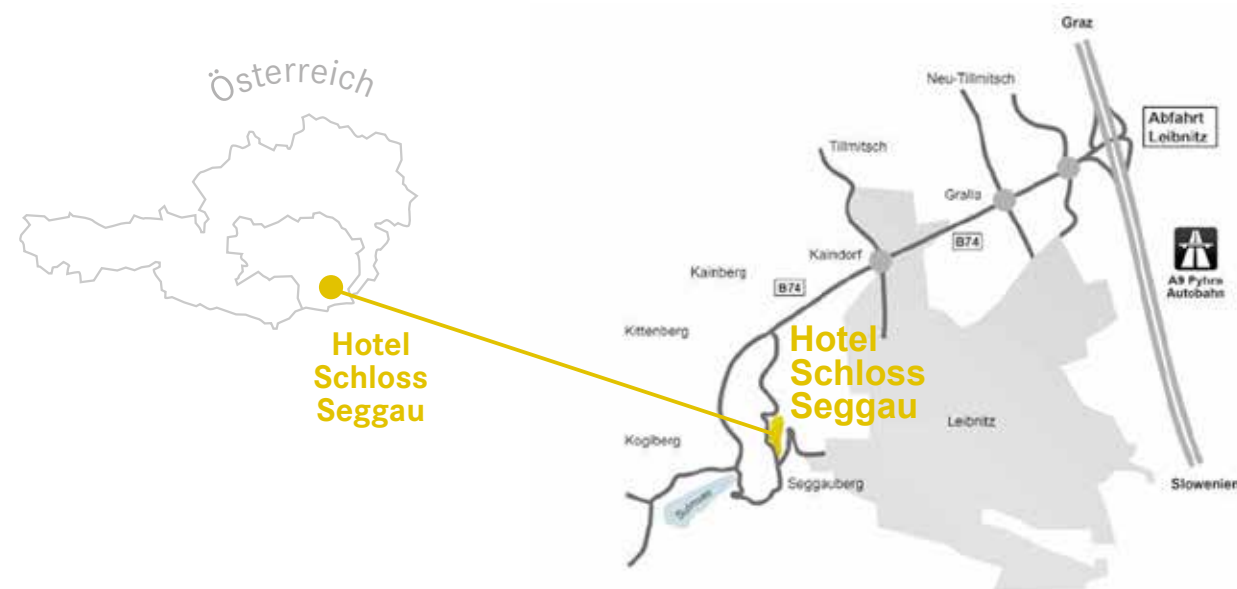 Österreich
Hotel
Schloss
Seggau
Graz
Neu-Tillmitsch
Abfahrt
Leibnitz
Tillmitsch
Gralla
B74
Kaindorf
Kainberg
B74
A9 Pyhrn
Autobahn
Kittenberg
Hotel
Schloss
Seggau
Leibnitz
Koglberg
Seggauberg
Slowenien